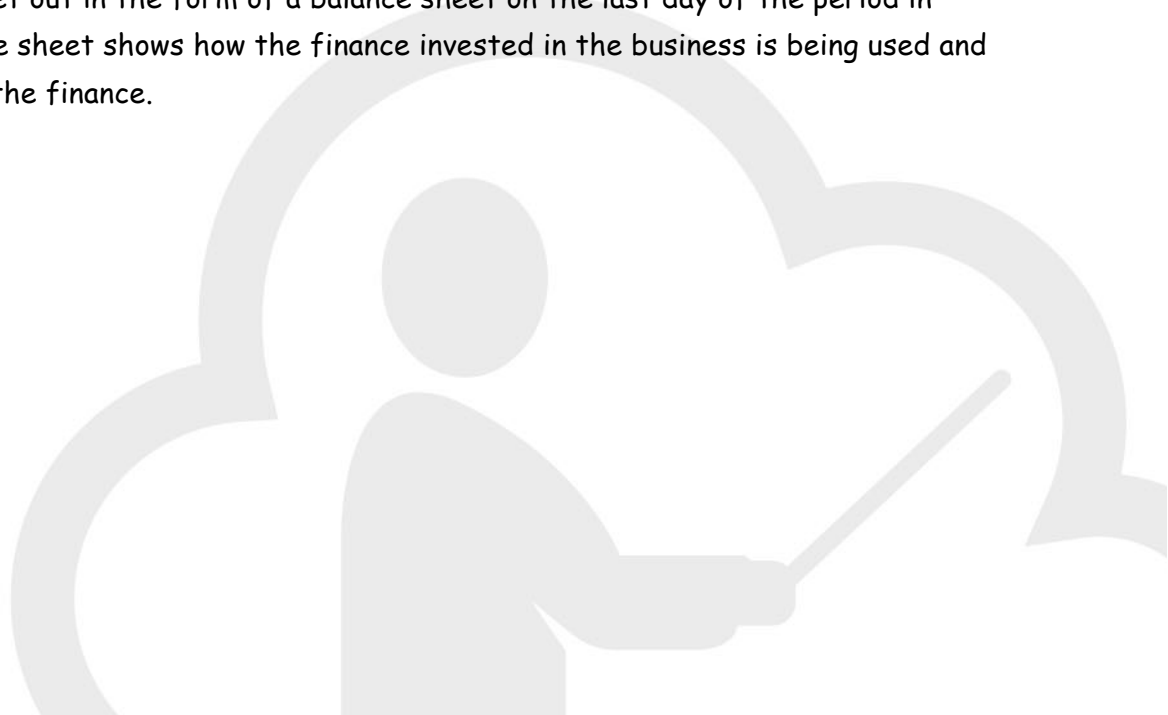 out in the form of a balance sheet on the last day of the period in
sheet shows how the finance invested in the business is being used and
the finance.